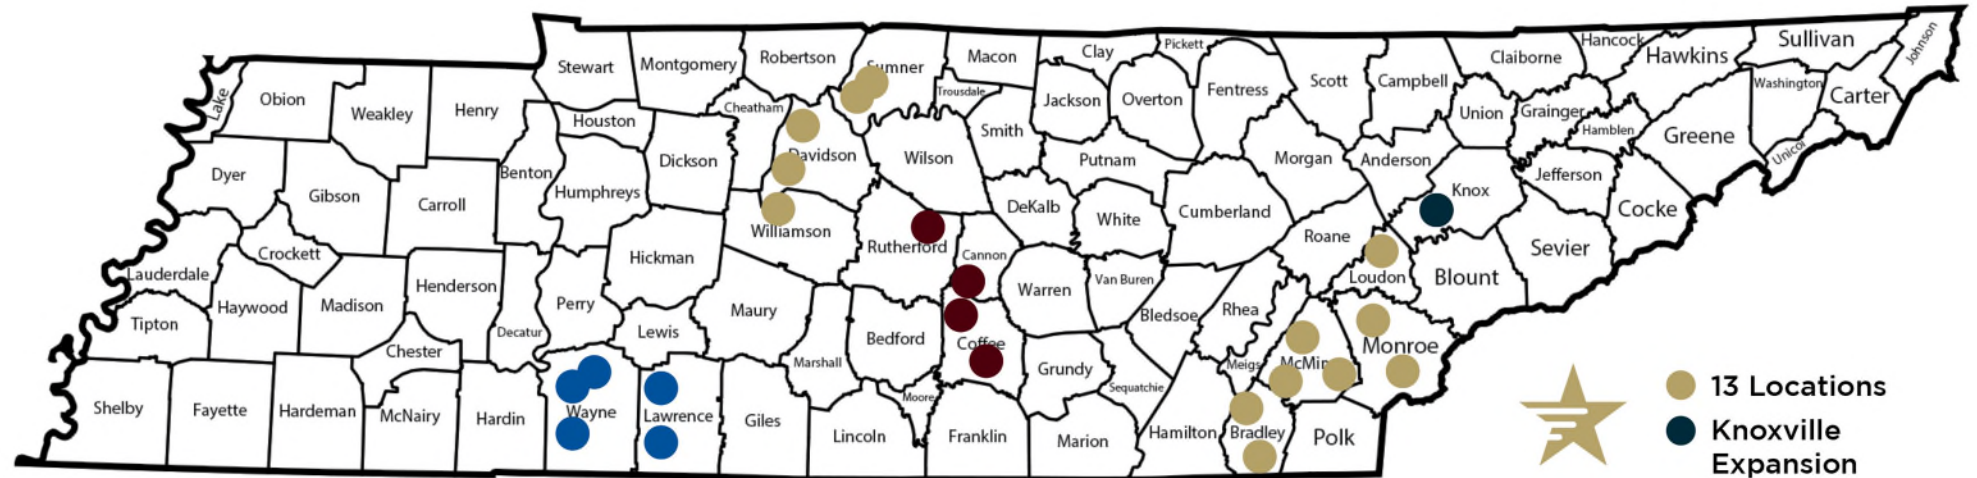 Lake
Obion
Weakley
Henry
Stewart
Montgomery
Robertson
Sumner
Macon
Clay
Pickett
Fentress
Scott
Campbell
Claiborne
Hancock
Hawkins
Sullivan
Johnson
Houston
Cheatham
Trousdale
Jackson
Overton
Union
Grainger
Hamblen
Washington
Carter
Greene
Unicoi
Dyer
Gibson
Carroll
Benton
Humphreys
Dickson
Davidson
Wilson
Smith
Putnam
Morgan
Anderson
Knox
Jefferson
Cocke
Crockett
Hickman
Williamson
Rutherford
Cannon
DeKalb
White
Cumberland
Roane
Loudon
Blount
Sevier
Lauderdale
Haywood
Madison
Henderson
Decatur
Perry
Lewis
Maury
Warren
Van Buren
Bledsoe
Rhea
Tipton
Chester
Marshall
Bedford
Coffee
Grundy
Sequatchie
Meigs
McMin
Monroe
Shelby
Fayette
Hardeman
McNairy
Hardin
Wayne
Lawrence
Giles
Lincoln
Moore
Franklin
Marion
Hamilton
Bradley
Polk
13 Locations
Knoxville
Expansion